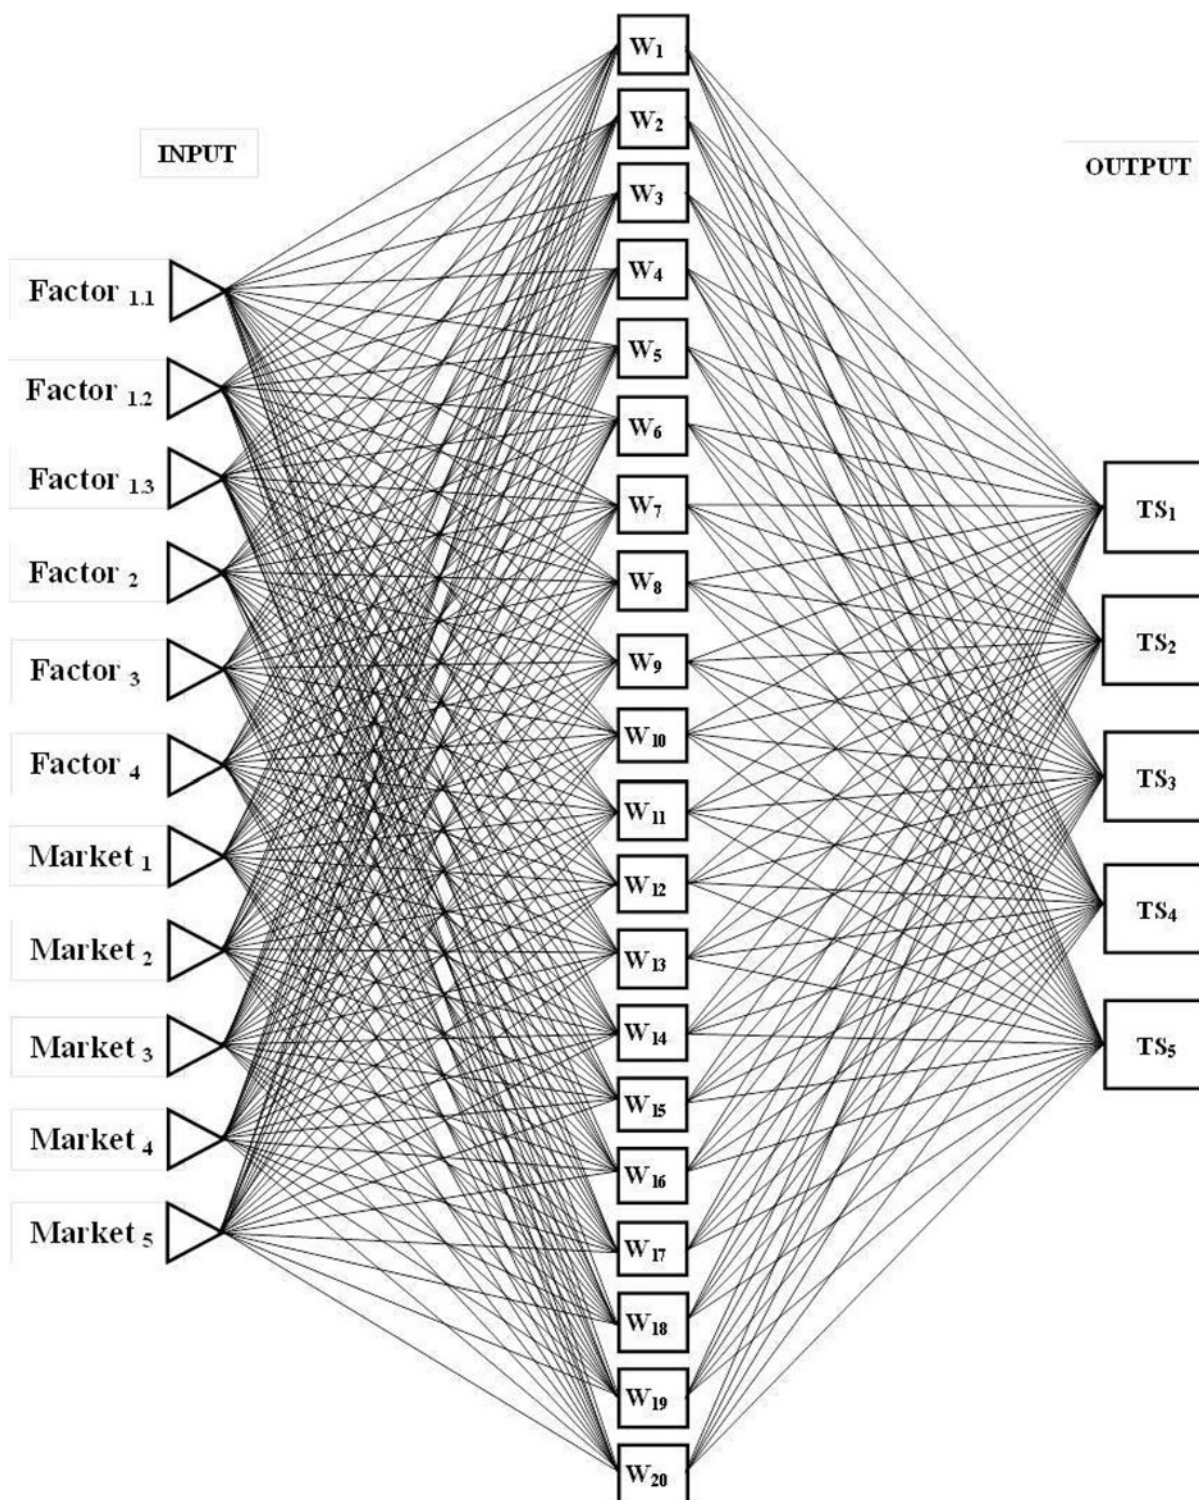 INPUT
Factor 1.1
Factor 1.2
Factor 1.3
Factor 2
Factor 3
Factor 4
Market 1
Market 2
Market 3
Market 4
Market 5
W1
W2
W3
W4
W5
W6
W7
W8
W9
W10
W11
W12
W13
W14
W15
W16
W17
W18
W19
W20
OUTPUT
TS1
TS2
TS3
TS4
TS5